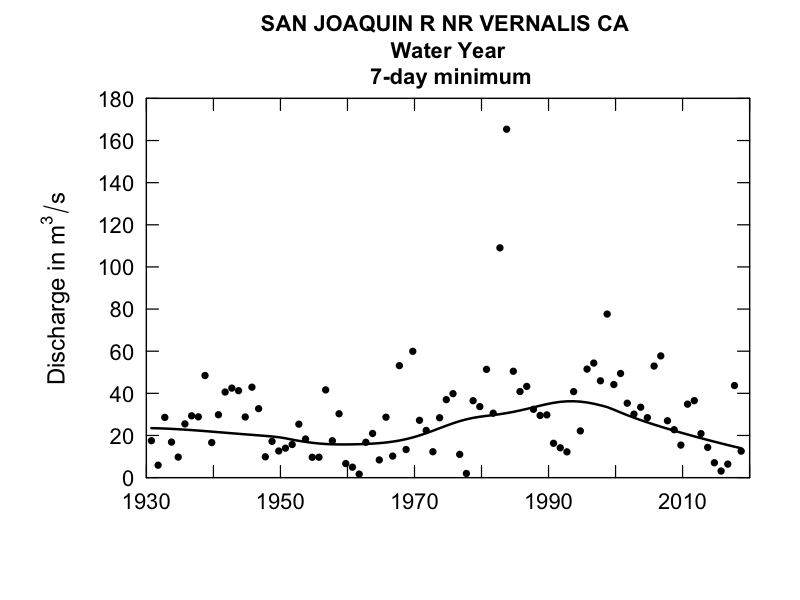 SAN JOAQUIN R NR VERNALIS CA
Water Year
7-day minimum
Discharge in m³/s
180
160
140
120
100
80
60
40
20
0
1930 1950 1970 1990 2010